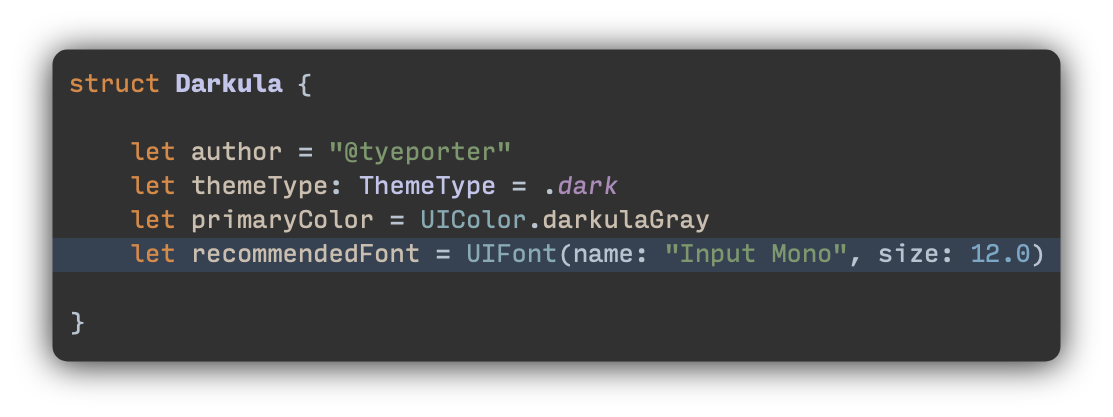 struct Darkula {
let author = "@tyeporter"
let themeType: ThemeType = .dark
let primaryColor = UIColor.darkulaGray
let recommendedFont = UIFont(name: "Input Mono", size: 12.0)
}